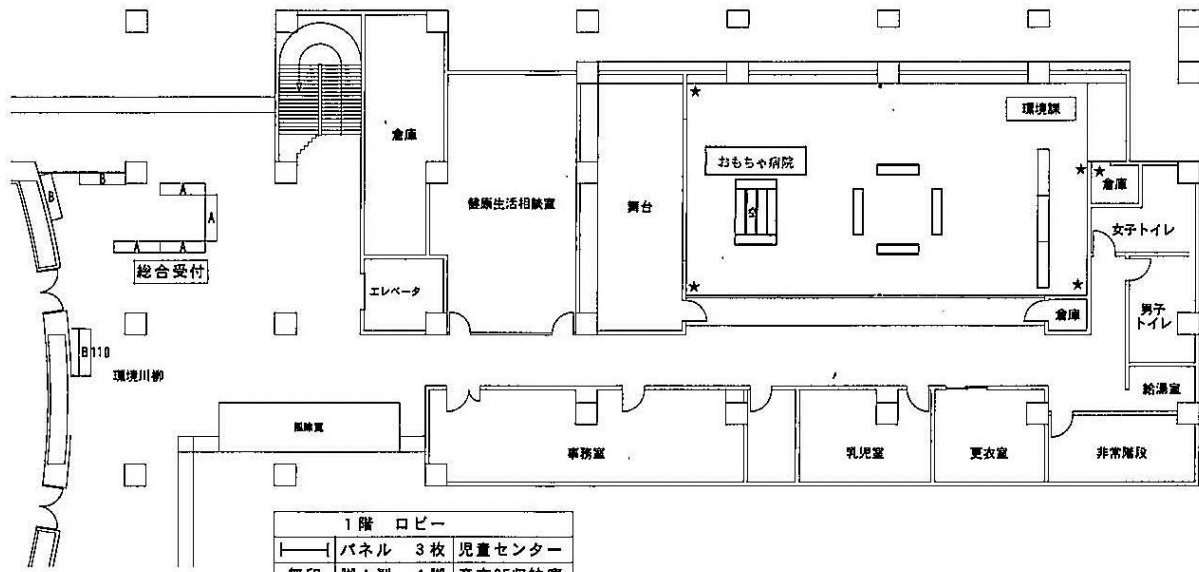 倉庫
環境課
おもちゃ病院
倉庫
健康生活相談室
舞台
空
女子トイレ
B
A
B
A
A
A
総合受付
エレベータ
倉庫
男子
トイレ
B110
環境川柳
給湯室
風除室
事務室
乳児室
更衣室
非常階段
1階 ロビー
パネル 3枚 児童センター